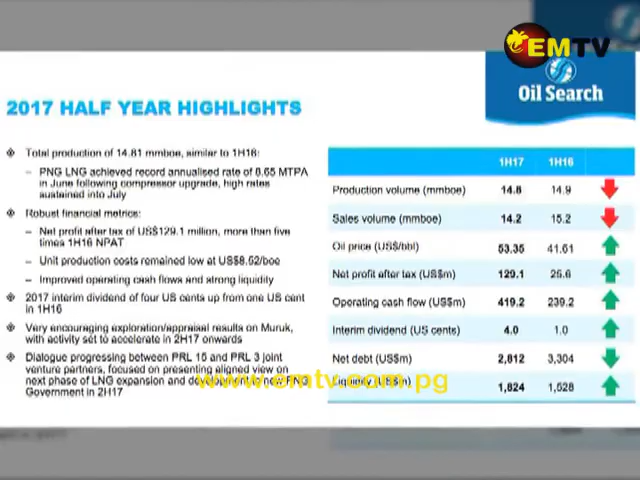 EMTV
Oil Search
2017 HALF YEAR HIGHLIGHTS
Total production of 14.81 mmboe, similar to 1H16:
– PNG LNG achieved record annualised rate of 8.65 MTPA
in June following compressor upgrade, high rates
sustained into July
Robust financial metrics:
– Net profit after tax of US$129.1 million, more than five
times 1H16 NPAT
– Unit production costs remained low at US$8.52/boe
– Improved operating cash flows and strong liquidity
2017 interim dividend of four US cents up from one US cent
in 1H16
Very encouraging exploration/appraisal results on Muruk,
with activity set to accelerate in 2H17 onwards
Dialogue progressing between PRL 15 and PRL 3 joint
venture partners, focused on presenting aligned view on
next phase of LNG expansion and development to new PNG
Government in 2H17
1H17 1H16
Production volume (mmboe) 14.8 14.9
Sales volume (mmboe) 14.2 15.2
Oil price (US$/bbl) 53.35 41.61
Net profit after tax (US$m) 129.1 25.6
Operating cash flow (US$m) 419.2 239.2
Interim dividend (US cents) 4.0 1.0
Net debt (US$m) 2,812 3,304
Liquidity (US$m) 1,824 1,528
www.emtv.com.pg